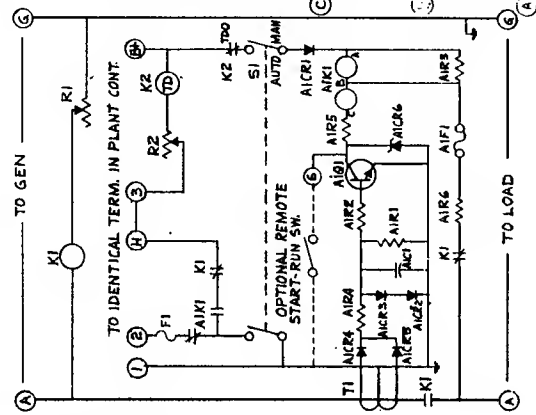 TO GEN
A
G
K1
R1
TO IDENTICAL TERM. IN PLANT CONT.
1
2
H
3
B+
F1
A1K1
K1
R2
K2
TD
K2
TDO
S1
AUTO
MAN
OPTIONAL REMOTE
START-RUN SW.
6
A1CR1
A1K1
A
B
C
A1R5
A1Q1
A1CR6
A1R2
A1R1
A1C1
A1R4
A1CR3
A1CR2
A1CR4
A1CR5
T1
K1
A1R3
A1F1
A1R6
K1
TO LOAD
A
G
(C)
(A)